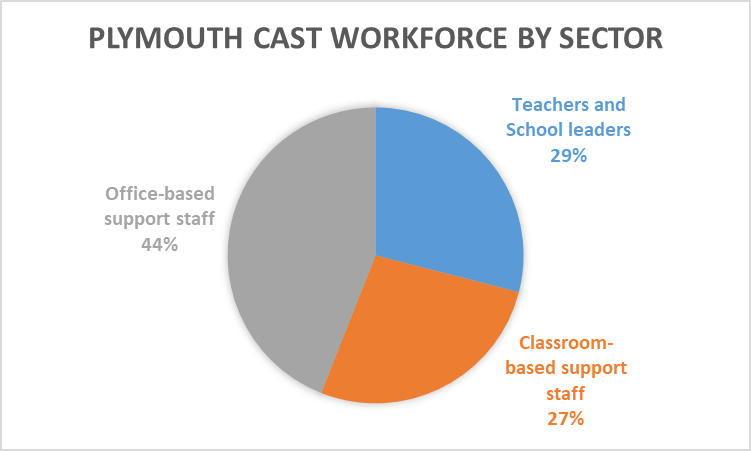 PLYMOUTH CAST WORKFORCE BY SECTOR
Teachers and
School leaders
29%
Office-based
support staff
44%
Classroom-
based support
staff
27%